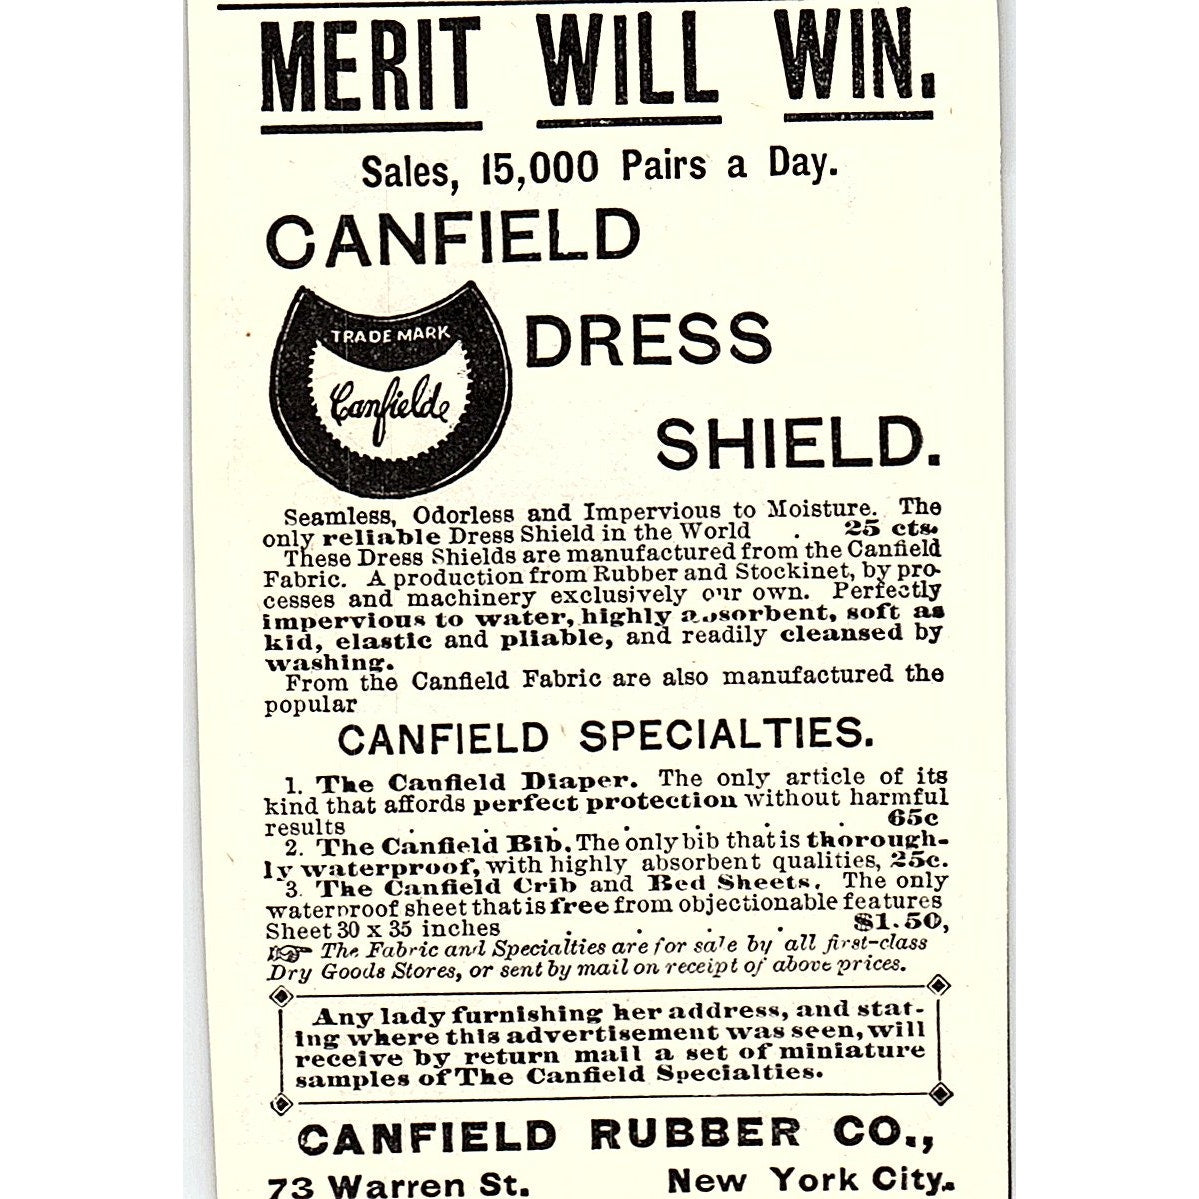 MERIT WILL WIN.
Sales, 15,000 Pairs a Day.
CANFIELD
TRADE MARK
Canfield
DRESS
SHIELD.
Seamless, Odorless and Impervious to Moisture. The
only reliable Dress Shield in the World . 25 cts.
These Dress Shields are manufactured from the Canfield
Fabric. A production from Rubber and Stockinet, by pro-
cesses and machinery exclusively our own. Perfectly
impervious to water, highly absorbent, soft as
kid, elastic and pliable, and readily cleansed by
washing.
From the Canfield Fabric are also manufactured the
popular
CANFIELD SPECIALTIES.
1. The Canfield Diaper. The only article of its
kind that affords perfect protection without harmful
results . . . . . . . 65c
2. The Canfield Bib. The only bib that is thorough-
ly waterproof, with highly absorbent qualities, 25c.
3. The Canfield Crib and Bed Sheets. The only
waterproof sheet that is free from objectionable features
Sheet 30 x 35 inches . . . . $1.50,
☞ The Fabric and Specialties are for sale by all first-class
Dry Goods Stores, or sent by mail on receipt of above prices.
Any lady furnishing her address, and stat-
ing where this advertisement was seen, will
receive by return mail a set of miniature
samples of The Canfield Specialties.
CANFIELD RUBBER CO.,
73 Warren St. New York City.